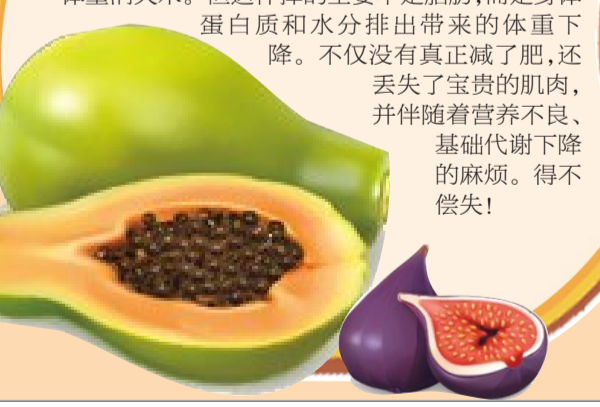 蛋白质和水分排出带来的体重下
降。不仅没有真正减了肥,还
丢失了宝贵的肌肉,
并伴随着营养不良、
基础代谢下降
的麻烦。得不
偿失!